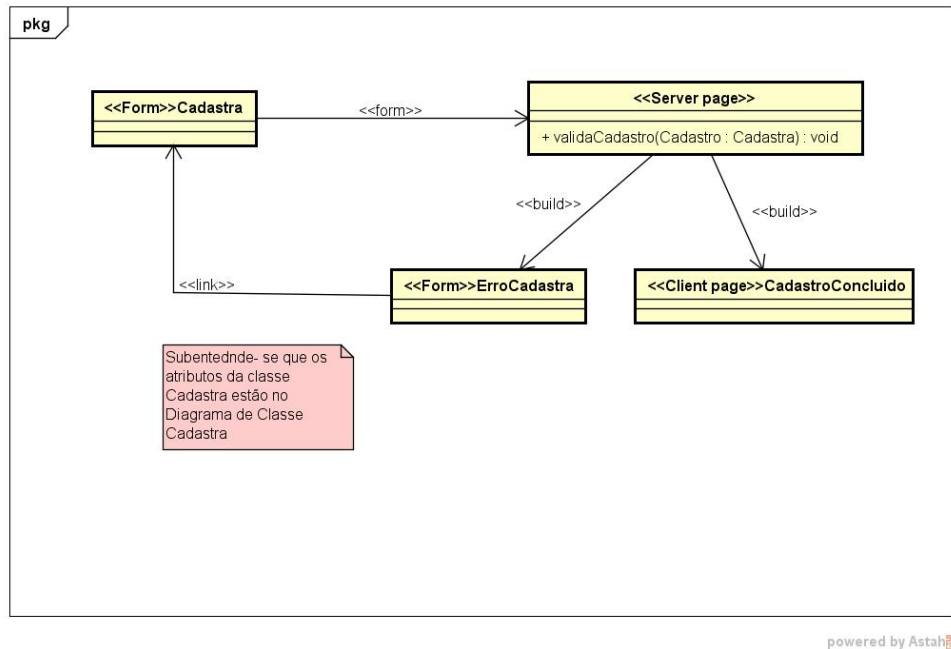 pkg
<<Form>>Cadastra
<<form>>
<<Server page>>
+ validaCadastro(Cadastro : Cadastra) : void
<<build>>
<<build>>
<<link>>
<<Form>>ErroCadastra
<<Client page>>CadastroConcluido
Subentednde- se que os
atributos da classe
Cadastra estão no
Diagrama de Classe
Cadastra
powered by Astah